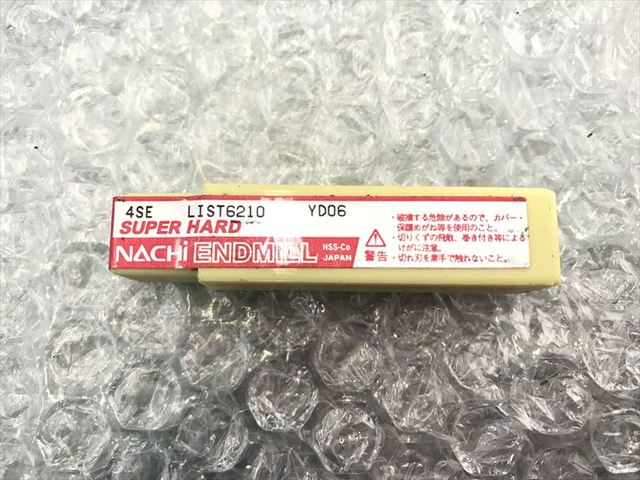 4SE LIST6210 YD06
SUPER HARD
NACHi ENDMILL HSS-Co JAPAN
警告
・破損する危険があるので、カバー・
保護めがね等を使用のこと。
・切りくずの飛散、巻き付き等による
けがに注意。
・切れ刃を素手で触れないこと。